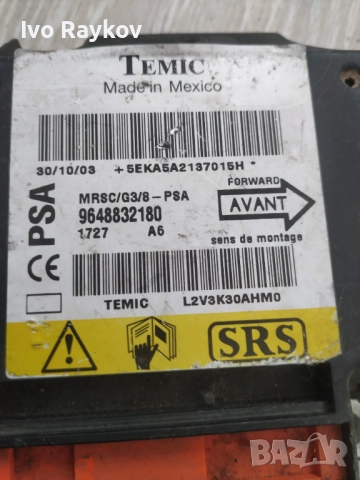 Ivo Raykov
TEMIC
Made in Mexico
30/10/03 +5EKA5A2137015H*
PSA
MRSC/G3/8-PSA
9648832180
1727 A6
FORWARD
AVANT
sens de montage
CE
TEMIC L2V3K30AHM0
SRS
BAZAR